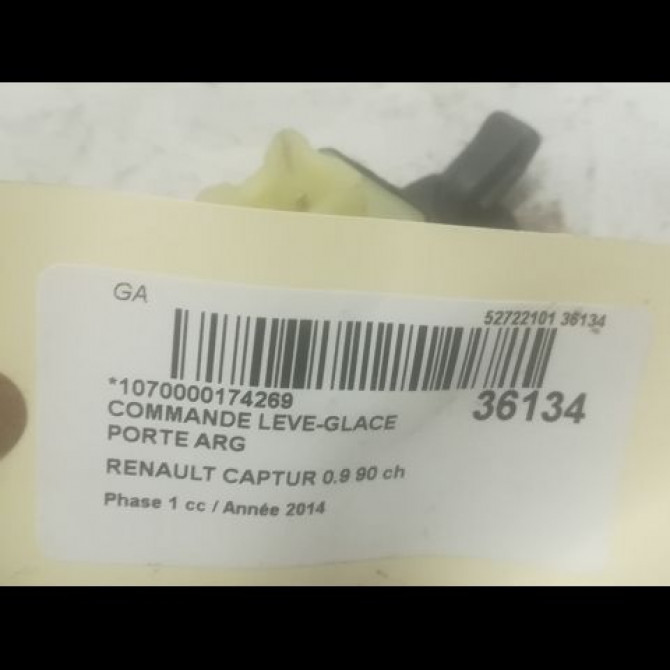 GA
52722101 36134
*1070000174269
36134
COMMANDE LEVE-GLACE
PORTE ARG
RENAULT CAPTUR 0.9 90 ch
Phase 1 cc / Année 2014